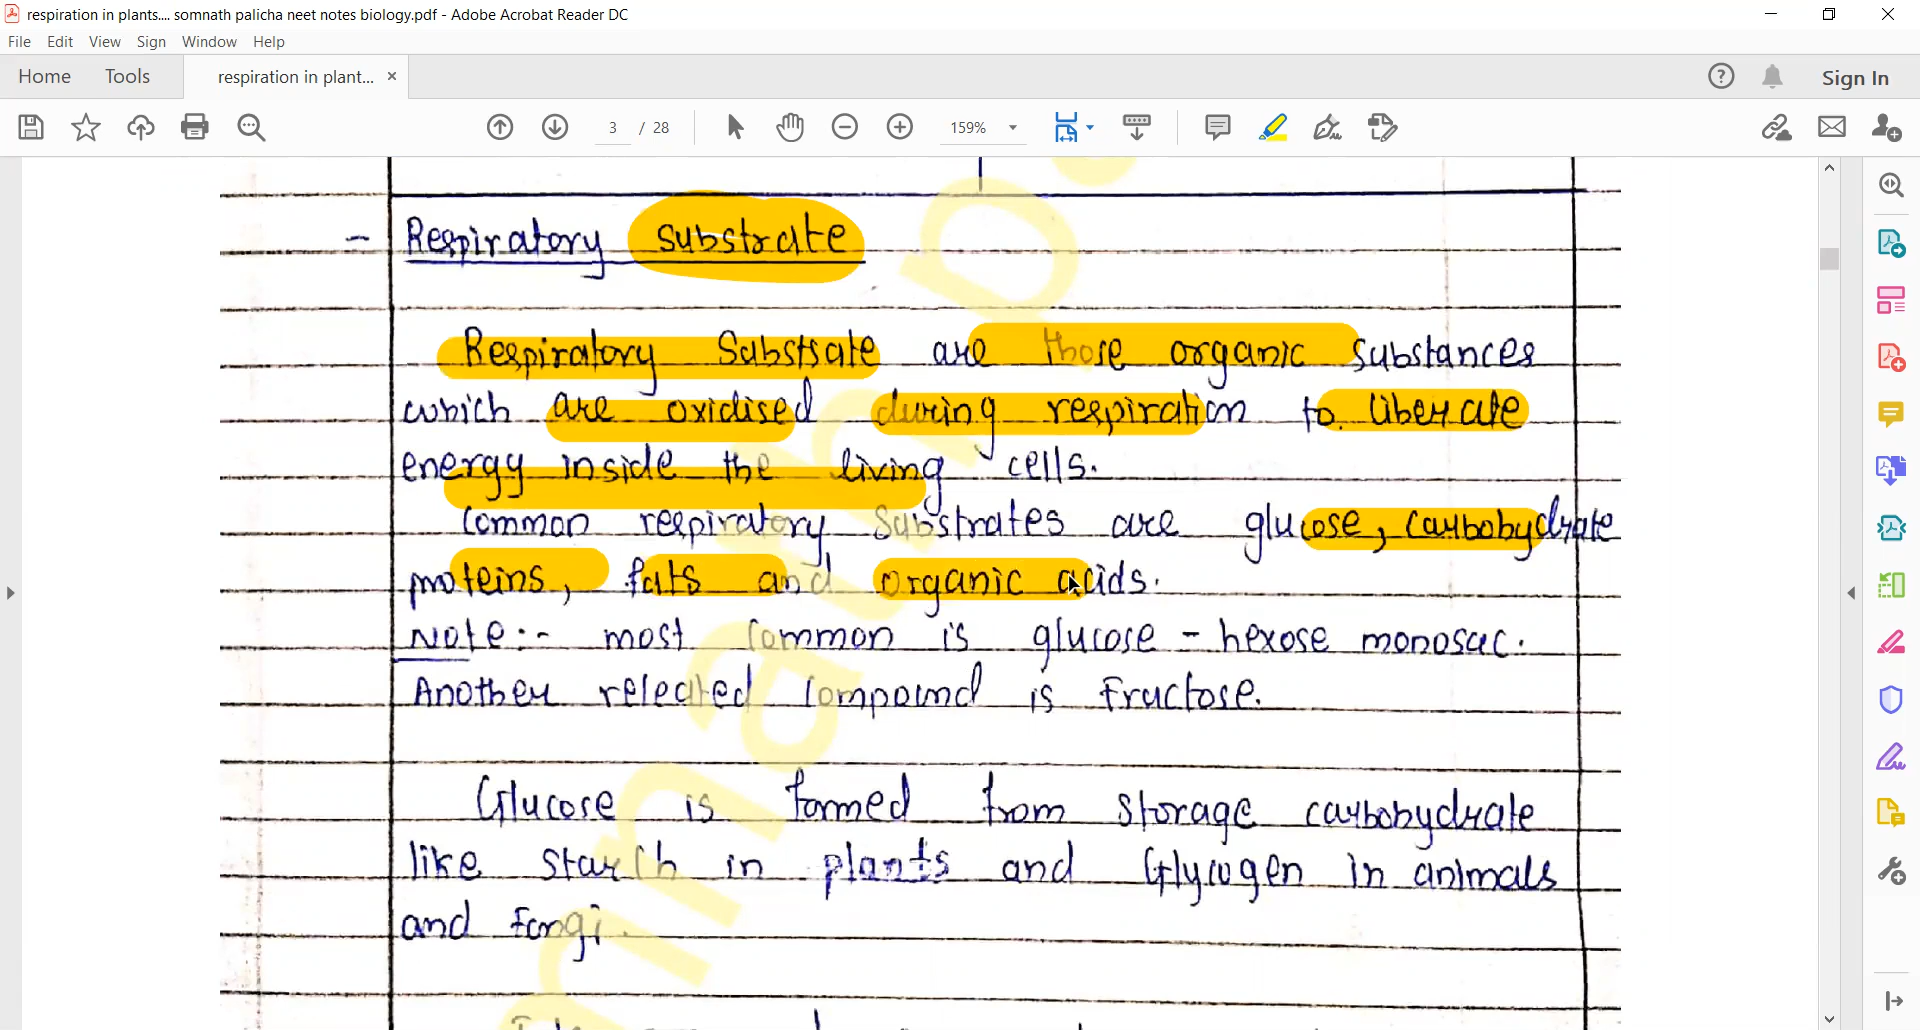 respiration in plants.... somnath palicha neet notes biology.pdf - Adobe Acrobat Reader DC
File Edit View Sign Window Help
Home Tools respiration in plant... ×
Sign In
3 / 28 159%
- Respiratory Substrate
Respiratory Substsate are those organic substances
which are oxidised during respiration to liberate
energy inside the living cells.
Common respiratory Substrates are glucose, carbohydrate
proteins, fats and organic acids.
Note:- most Common is glucose - hexose monosac.
Another releated Compound is Fructose.
Glucose is formed from Storage carbohydrate
like starch in plants and Glycogen in animals
and fongi.